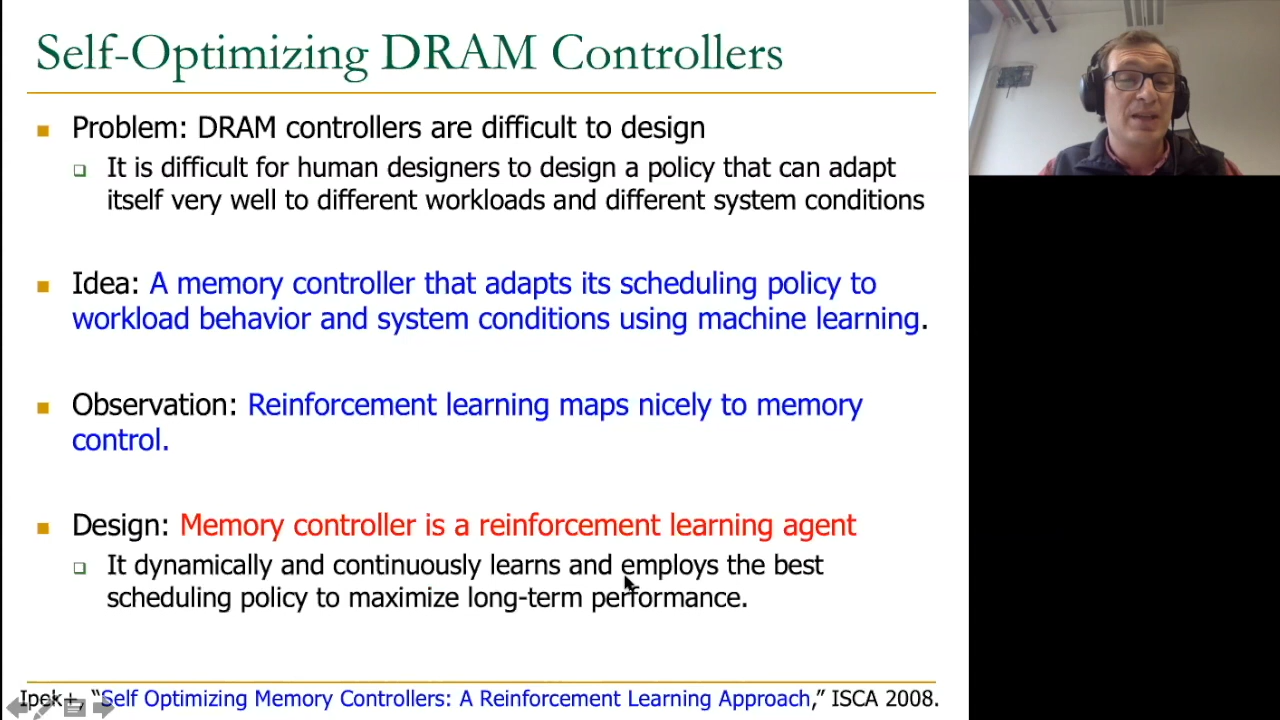 Self-Optimizing DRAM Controllers
Problem: DRAM controllers are difficult to design
It is difficult for human designers to design a policy that can adapt
itself very well to different workloads and different system conditions
Idea: A memory controller that adapts its scheduling policy to
workload behavior and system conditions using machine learning.
Observation: Reinforcement learning maps nicely to memory
control.
Design: Memory controller is a reinforcement learning agent
It dynamically and continuously learns and employs the best
scheduling policy to maximize long-term performance.
Ipek+, “Self Optimizing Memory Controllers: A Reinforcement Learning Approach,” ISCA 2008.